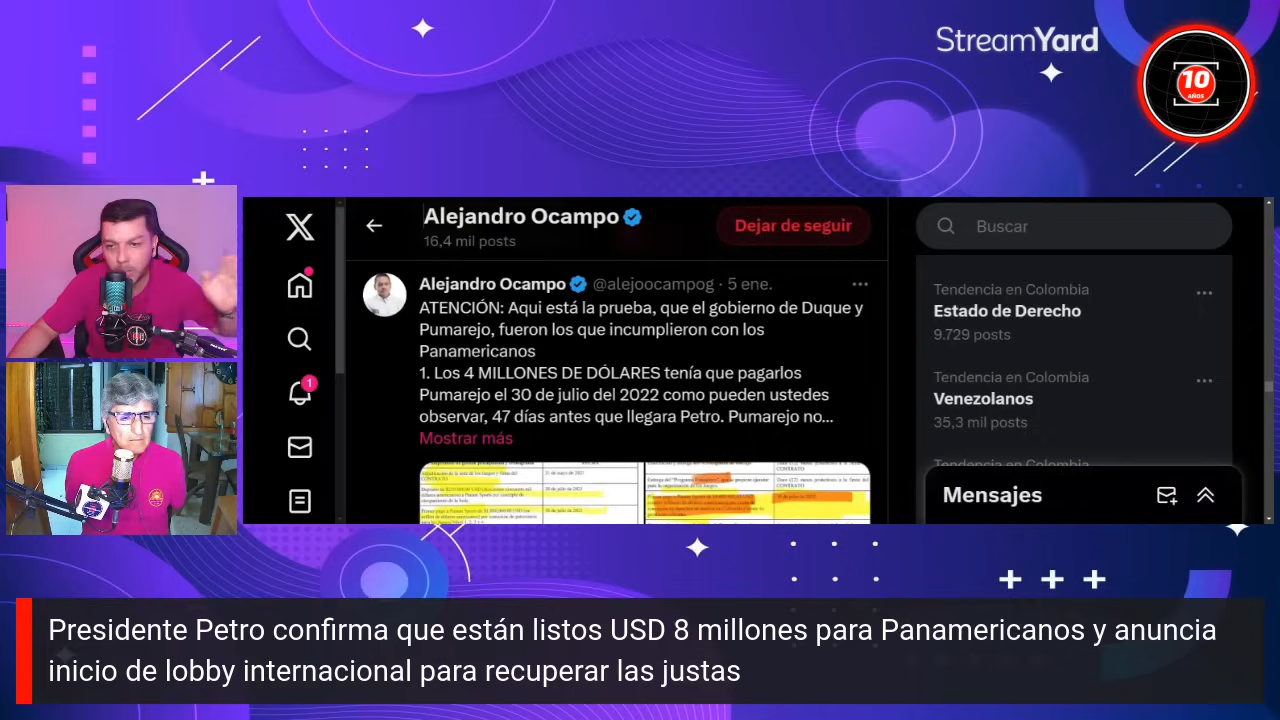 StreamYard
10
AÑOS
Alejandro Ocampo
16,4 mil posts
Dejar de seguir
Buscar
Alejandro Ocampo @alejoocampog · 5 ene.
ATENCIÓN: Aqui está la prueba, que el gobierno de Duque y
Pumarejo, fueron los que incumplieron con los
Panamericanos
1. Los 4 MILLONES DE DÓLARES tenía que pagarlos
Pumarejo el 30 de julio del 2022 como pueden ustedes
observar, 47 días antes que llegara Petro. Pumarejo no...
Mostrar más
1
Tendencia en Colombia
Estado de Derecho
9.729 posts
Tendencia en Colombia
Venezolanos
35,3 mil posts
Tendencia en Colombia
Mensajes
Presidente Petro confirma que están listos USD 8 millones para Panamericanos y anuncia
inicio de lobby internacional para recuperar las justas